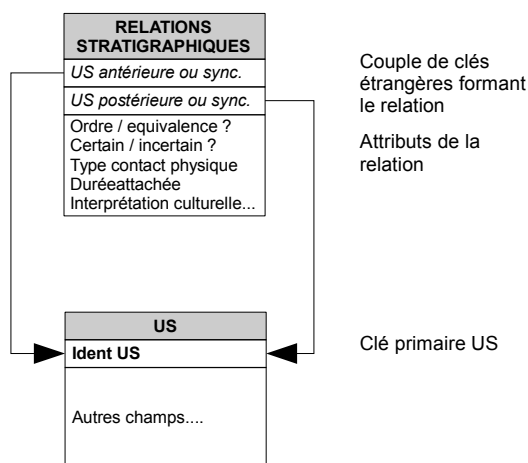 RELATIONS
STRATIGRAPHIQUES
US antérieure ou sync.
US postérieure ou sync.
Ordre / equivalence ?
Certain / incertain ?
Type contact physique
Duréeattachée
Interprétation culturelle...
Couple de clés
étrangères formant
le relation
Attributs de la
relation
US
Ident US
Autres champs....
Clé primaire US